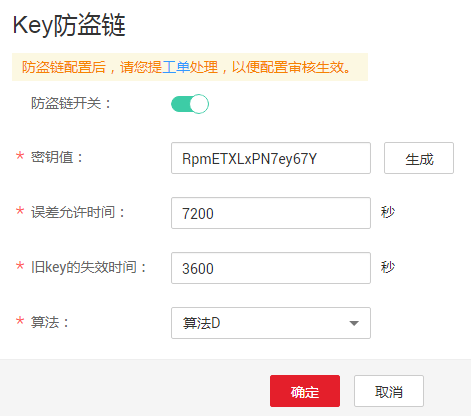 Key防盗链
防盗链配置后，请您提工单处理，以便配置审核生效。
防盗链开关：
* 密钥值： RpmETXLxPN7ey67Y 生成
* 误差允许时间： 7200 秒
* 旧key的失效时间： 3600 秒
* 算法： 算法D
确定 取消